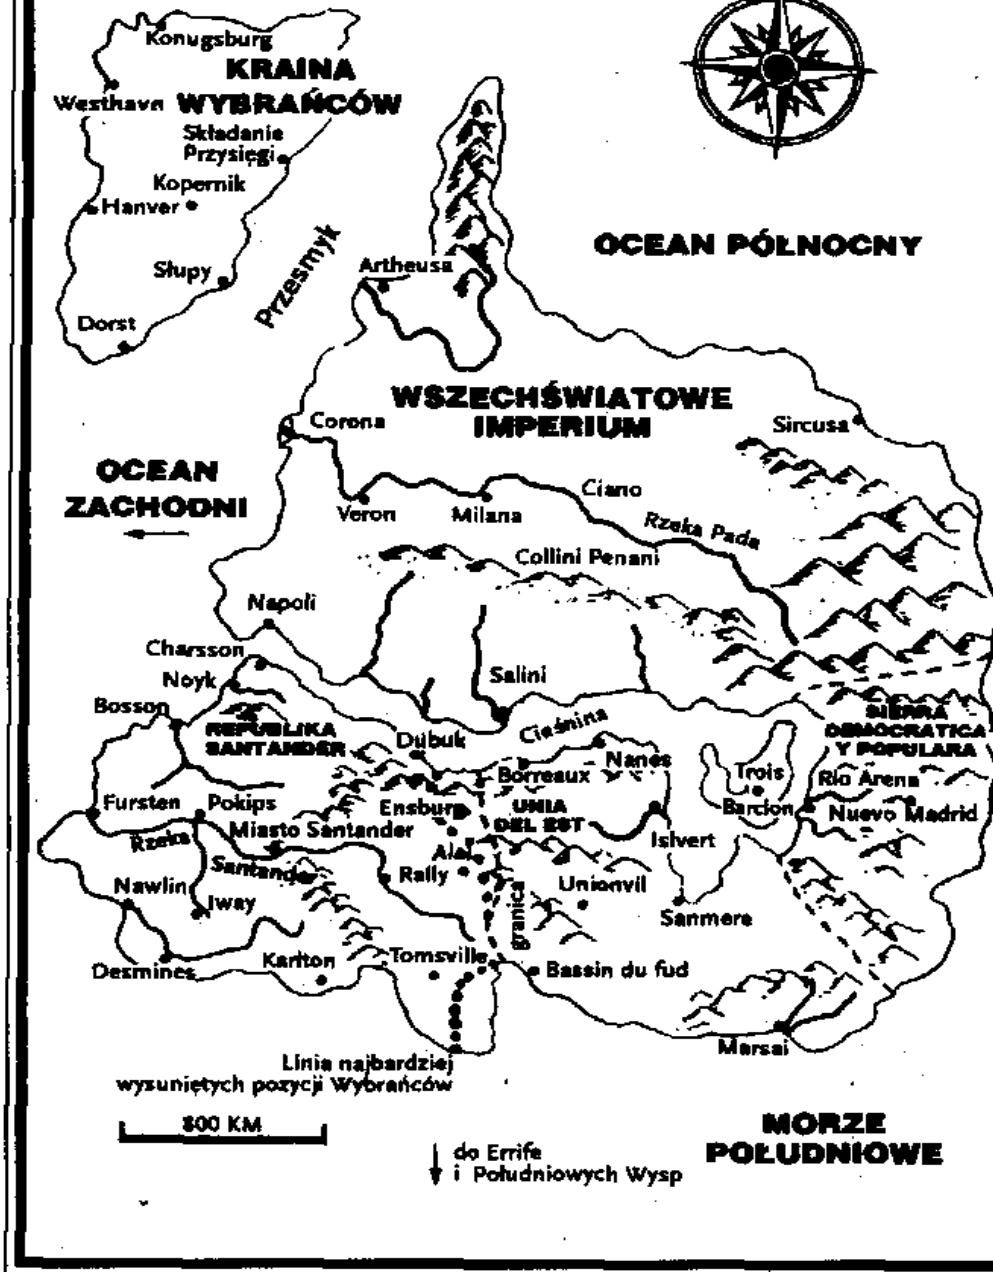 Konugsburg
KRAINA
WYBRAŃCÓW
Westhavn
Składanie
Przysięgi
Kopernik
Hanver
Słupy
Dorst
Przesmyk
Artheusa
OCEAN PÓŁNOCNY
WSZECHŚWIATOWE
IMPERIUM
Corona
Sircusa
OCEAN
ZACHODNI
Veron
Milana
Ciano
Rzeka Pada
Collini Penani
Napoli
Charsson
Noyk
Salini
Bosson
REPUBLIKA
SANTANDER
Dubuk
Cieśnina
SIERRA
DEMOCRATICA
Y POPULARA
Borreaux
Nanes
Trois
Rio Arena
Fursten
Pokips
Ensburg
UNIA
DEL EST
Barcion
Nuevo Madrid
Rzeka
Miasto Santander
Islvert
Santander
Rally
Unionvil
Nawlin
Iway
granica
Sanmere
Desmines
Karlton
Tomsville
Bassin du fud
Marsai
Linia najbardziej
wysuniętych pozycji Wybrańców
800 KM
MORZE
POŁUDNIOWE
do Errife
i Południowych Wysp